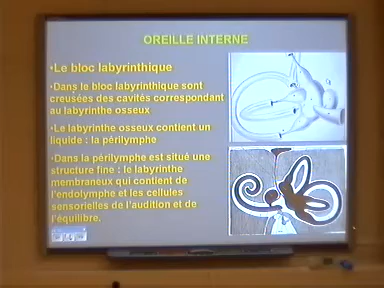 OREILLE INTERNE
•Le bloc labyrinthique
•Dans le bloc labyrinthique sont
creusées des cavités correspondant
au labyrinthe osseux
•Le labyrinthe osseux contient un
liquide : la périlymphe
•Dans la périlymphe est situé une
structure fine : le labyrinthe
membraneux qui contient de
l'endolymphe et les cellules
sensorielles de l'audition et de
l'équilibre.